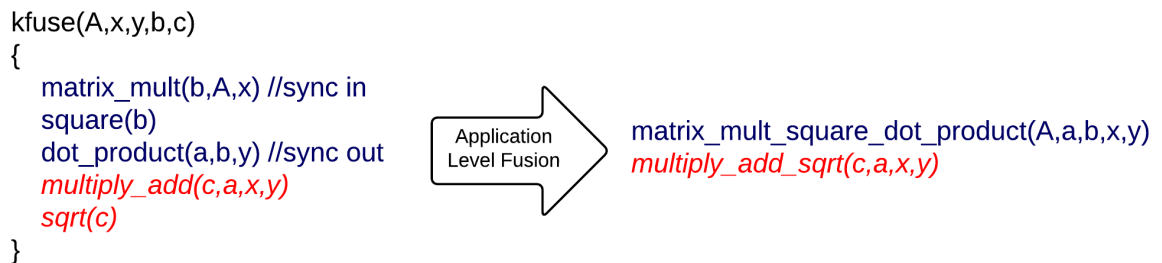 kfuse(A,x,y,b,c)
{
matrix_mult(b,A,x) //sync in
square(b)
dot_product(a,b,y) //sync out
multiply_add(c,a,x,y)
sqrt(c)
}
Application
Level Fusion
matrix_mult_square_dot_product(A,a,b,x,y)
multiply_add_sqrt(c,a,x,y)